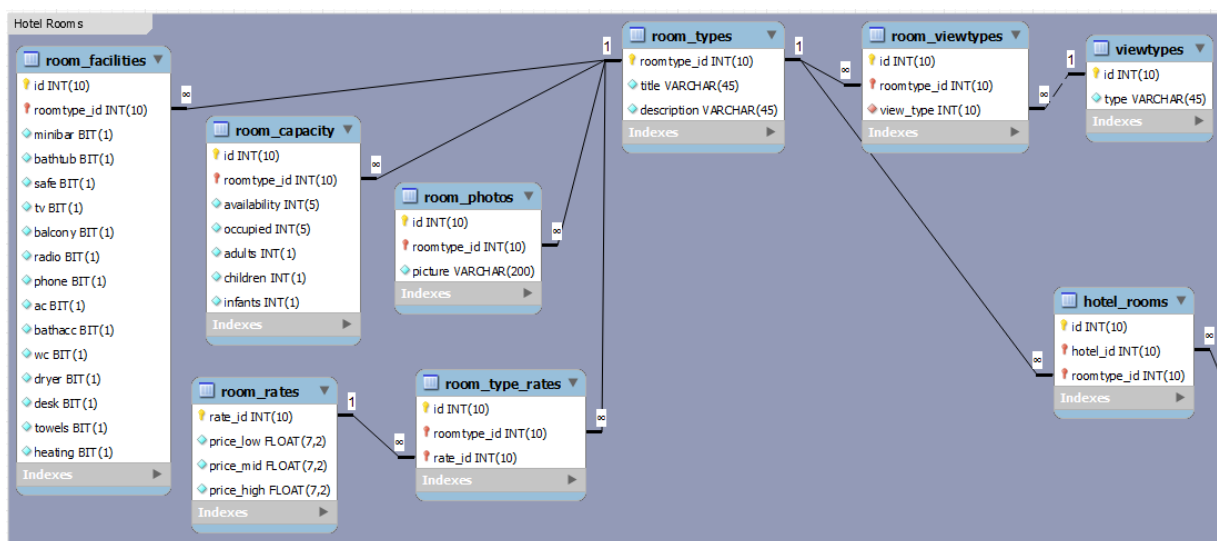 Hotel Rooms
room_facilities
id INT(10)
roomtype_id INT(10)
minibar BIT(1)
bathtub BIT(1)
safe BIT(1)
tv BIT(1)
balcony BIT(1)
radio BIT(1)
phone BIT(1)
ac BIT(1)
bathacc BIT(1)
wc BIT(1)
dryer BIT(1)
desk BIT(1)
towels BIT(1)
heating BIT(1)
Indexes
∞
room_capacity
id INT(10)
roomtype_id INT(10)
availability INT(5)
occupied INT(5)
adults INT(1)
children INT(1)
infants INT(1)
Indexes
∞
room_photos
id INT(10)
roomtype_id INT(10)
picture VARCHAR(200)
Indexes
∞
room_rates
rate_id INT(10)
price_low FLOAT(7,2)
price_mid FLOAT(7,2)
price_high FLOAT(7,2)
Indexes
1
∞
room_type_rates
id INT(10)
roomtype_id INT(10)
rate_id INT(10)
Indexes
∞
1
room_types
roomtype_id INT(10)
title VARCHAR(45)
description VARCHAR(45)
Indexes
1
∞
room_viewtypes
id INT(10)
roomtype_id INT(10)
view_type INT(10)
Indexes
∞
1
viewtypes
id INT(10)
type VARCHAR(45)
Indexes
∞
hotel_rooms
id INT(10)
hotel_id INT(10)
roomtype_id INT(10)
Indexes
∞